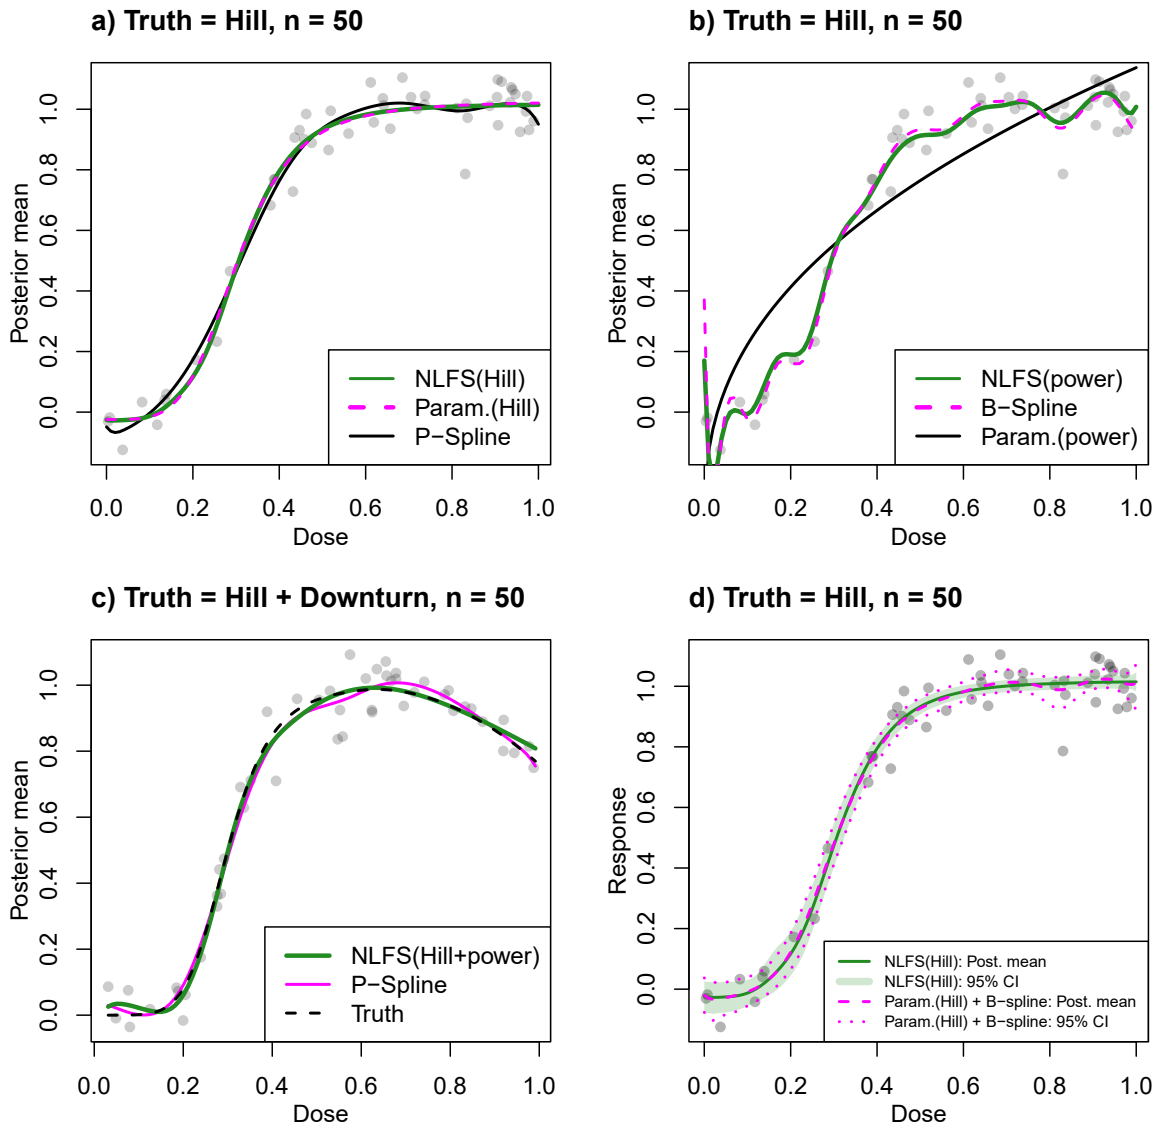 a) Truth = Hill, n = 50
Posterior mean
0.0 0.2 0.4 0.6 0.8 1.0
NLFS(Hill)
Param.(Hill)
P−Spline
0.0 0.2 0.4 0.6 0.8 1.0
Dose
b) Truth = Hill, n = 50
Posterior mean
0.0 0.2 0.4 0.6 0.8 1.0
NLFS(power)
B−Spline
Param.(power)
0.0 0.2 0.4 0.6 0.8 1.0
Dose
c) Truth = Hill + Downturn, n = 50
Posterior mean
0.0 0.2 0.4 0.6 0.8 1.0
NLFS(Hill+power)
P−Spline
Truth
0.0 0.2 0.4 0.6 0.8 1.0
Dose
d) Truth = Hill, n = 50
Response
0.0 0.2 0.4 0.6 0.8 1.0
NLFS(Hill): Post. mean
NLFS(Hill): 95% CI
Param.(Hill) + B−spline: Post. mean
Param.(Hill) + B−spline: 95% CI
0.0 0.2 0.4 0.6 0.8 1.0
Dose